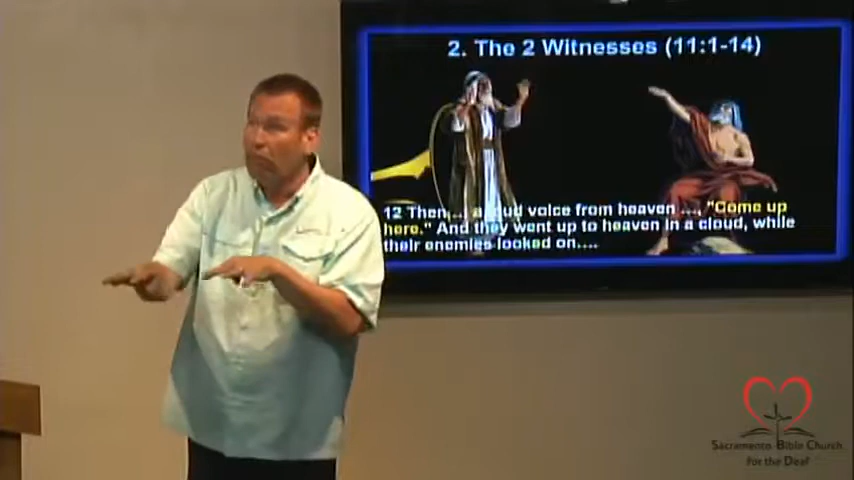 2. The 2 Witnesses (11:1-14)
12 Then,... a loud voice from heaven ..., "Come up
here." And they went up to heaven in a cloud, while
their enemies looked on....
Sacramento Bible Church
for the Deaf